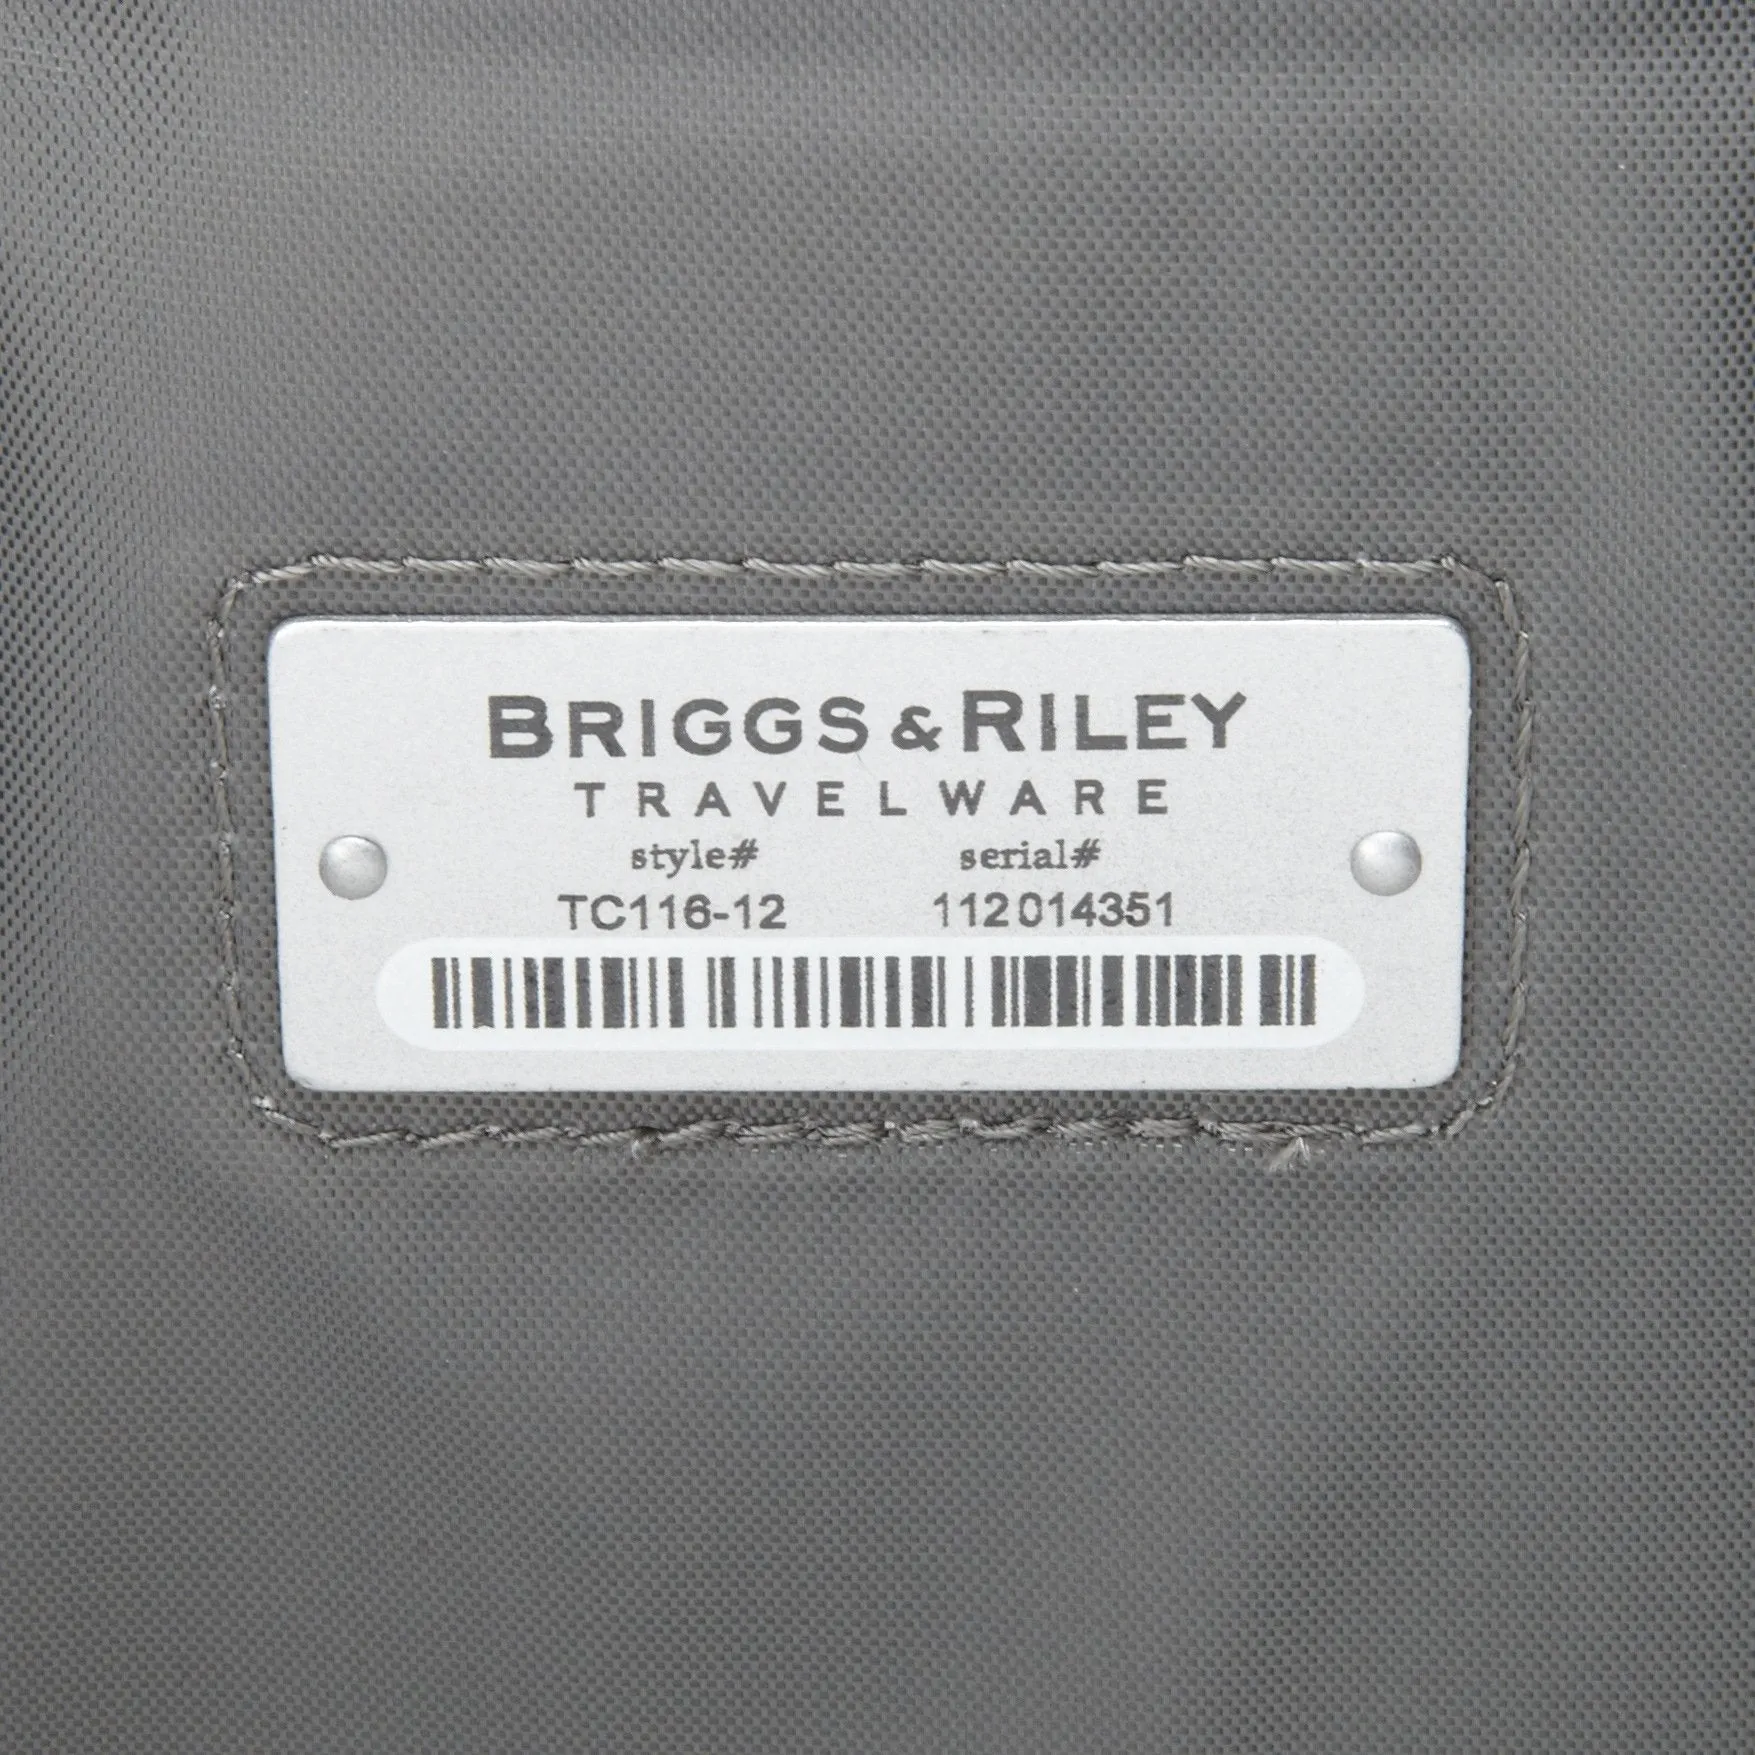 BRIGGS & RILEY
TRAVELWARE
style# serial#
TC116-12 112014351